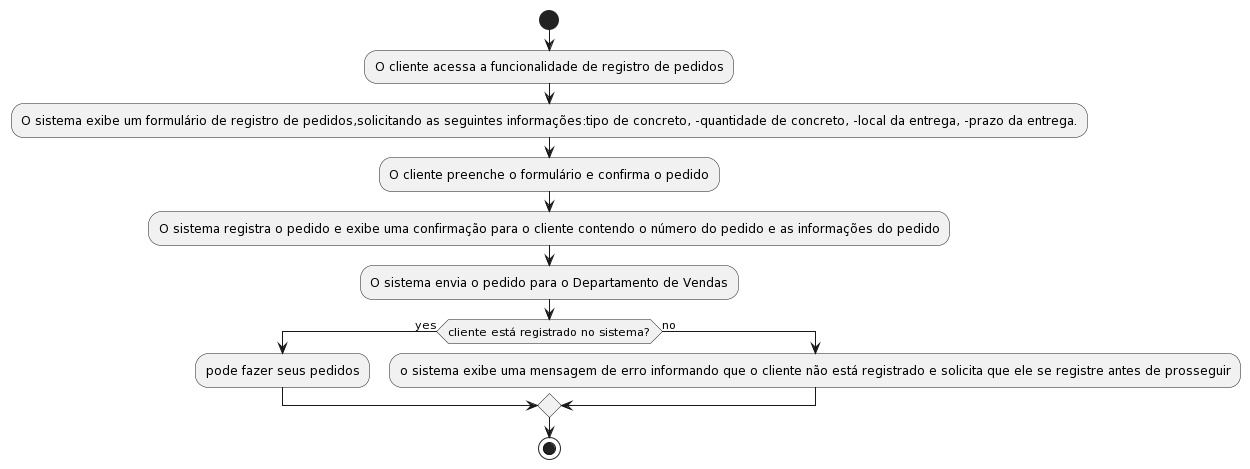 O cliente acessa a funcionalidade de registro de pedidos
O sistema exibe um formulário de registro de pedidos,solicitando as seguintes informações:tipo de concreto, -quantidade de concreto, -local da entrega, -prazo da entrega.
O cliente preenche o formulário e confirma o pedido
O sistema registra o pedido e exibe uma confirmação para o cliente contendo o número do pedido e as informações do pedido
O sistema envia o pedido para o Departamento de Vendas
yes
cliente está registrado no sistema?
no
pode fazer seus pedidos
o sistema exibe uma mensagem de erro informando que o cliente não está registrado e solicita que ele se registre antes de prosseguir